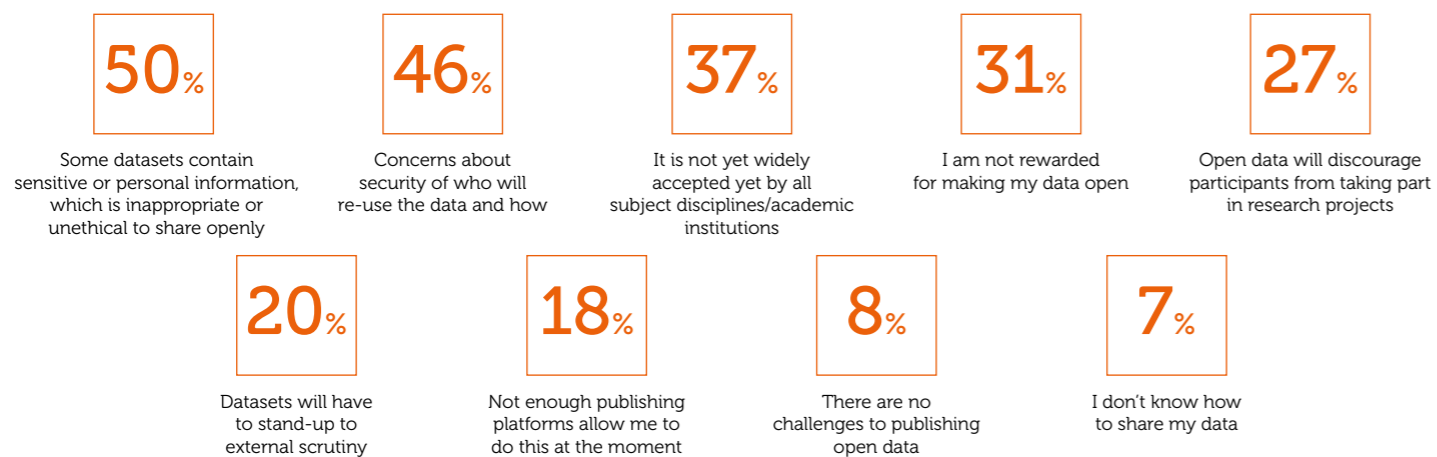 50%
46%
37%
31%
27%
Some datasets contain
sensitive or personal information,
which is inappropriate or
unethical to share openly
Concerns about
security of who will
re-use the data and how
It is not yet widely
accepted yet by all
subject disciplines/academic
institutions
I am not rewarded
for making my data open
Open data will discourage
participants from taking part
in research projects
20%
18%
8%
7%
Datasets will have
to stand-up to
external scrutiny
Not enough publishing
platforms allow me to
do this at the moment
There are no
challenges to publishing
open data
I don't know how
to share my data